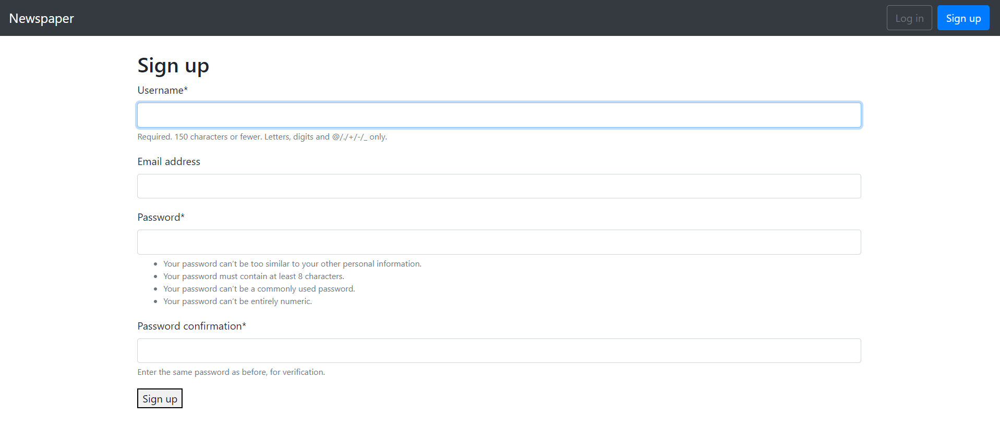 Newspaper
Log in
Sign up
Sign up
Username*
Required. 150 characters or fewer. Letters, digits and @/./+/-/_ only.
Email address
Password*
Your password can’t be too similar to your other personal information.
Your password must contain at least 8 characters.
Your password can’t be a commonly used password.
Your password can’t be entirely numeric.
Password confirmation*
Enter the same password as before, for verification.
Sign up